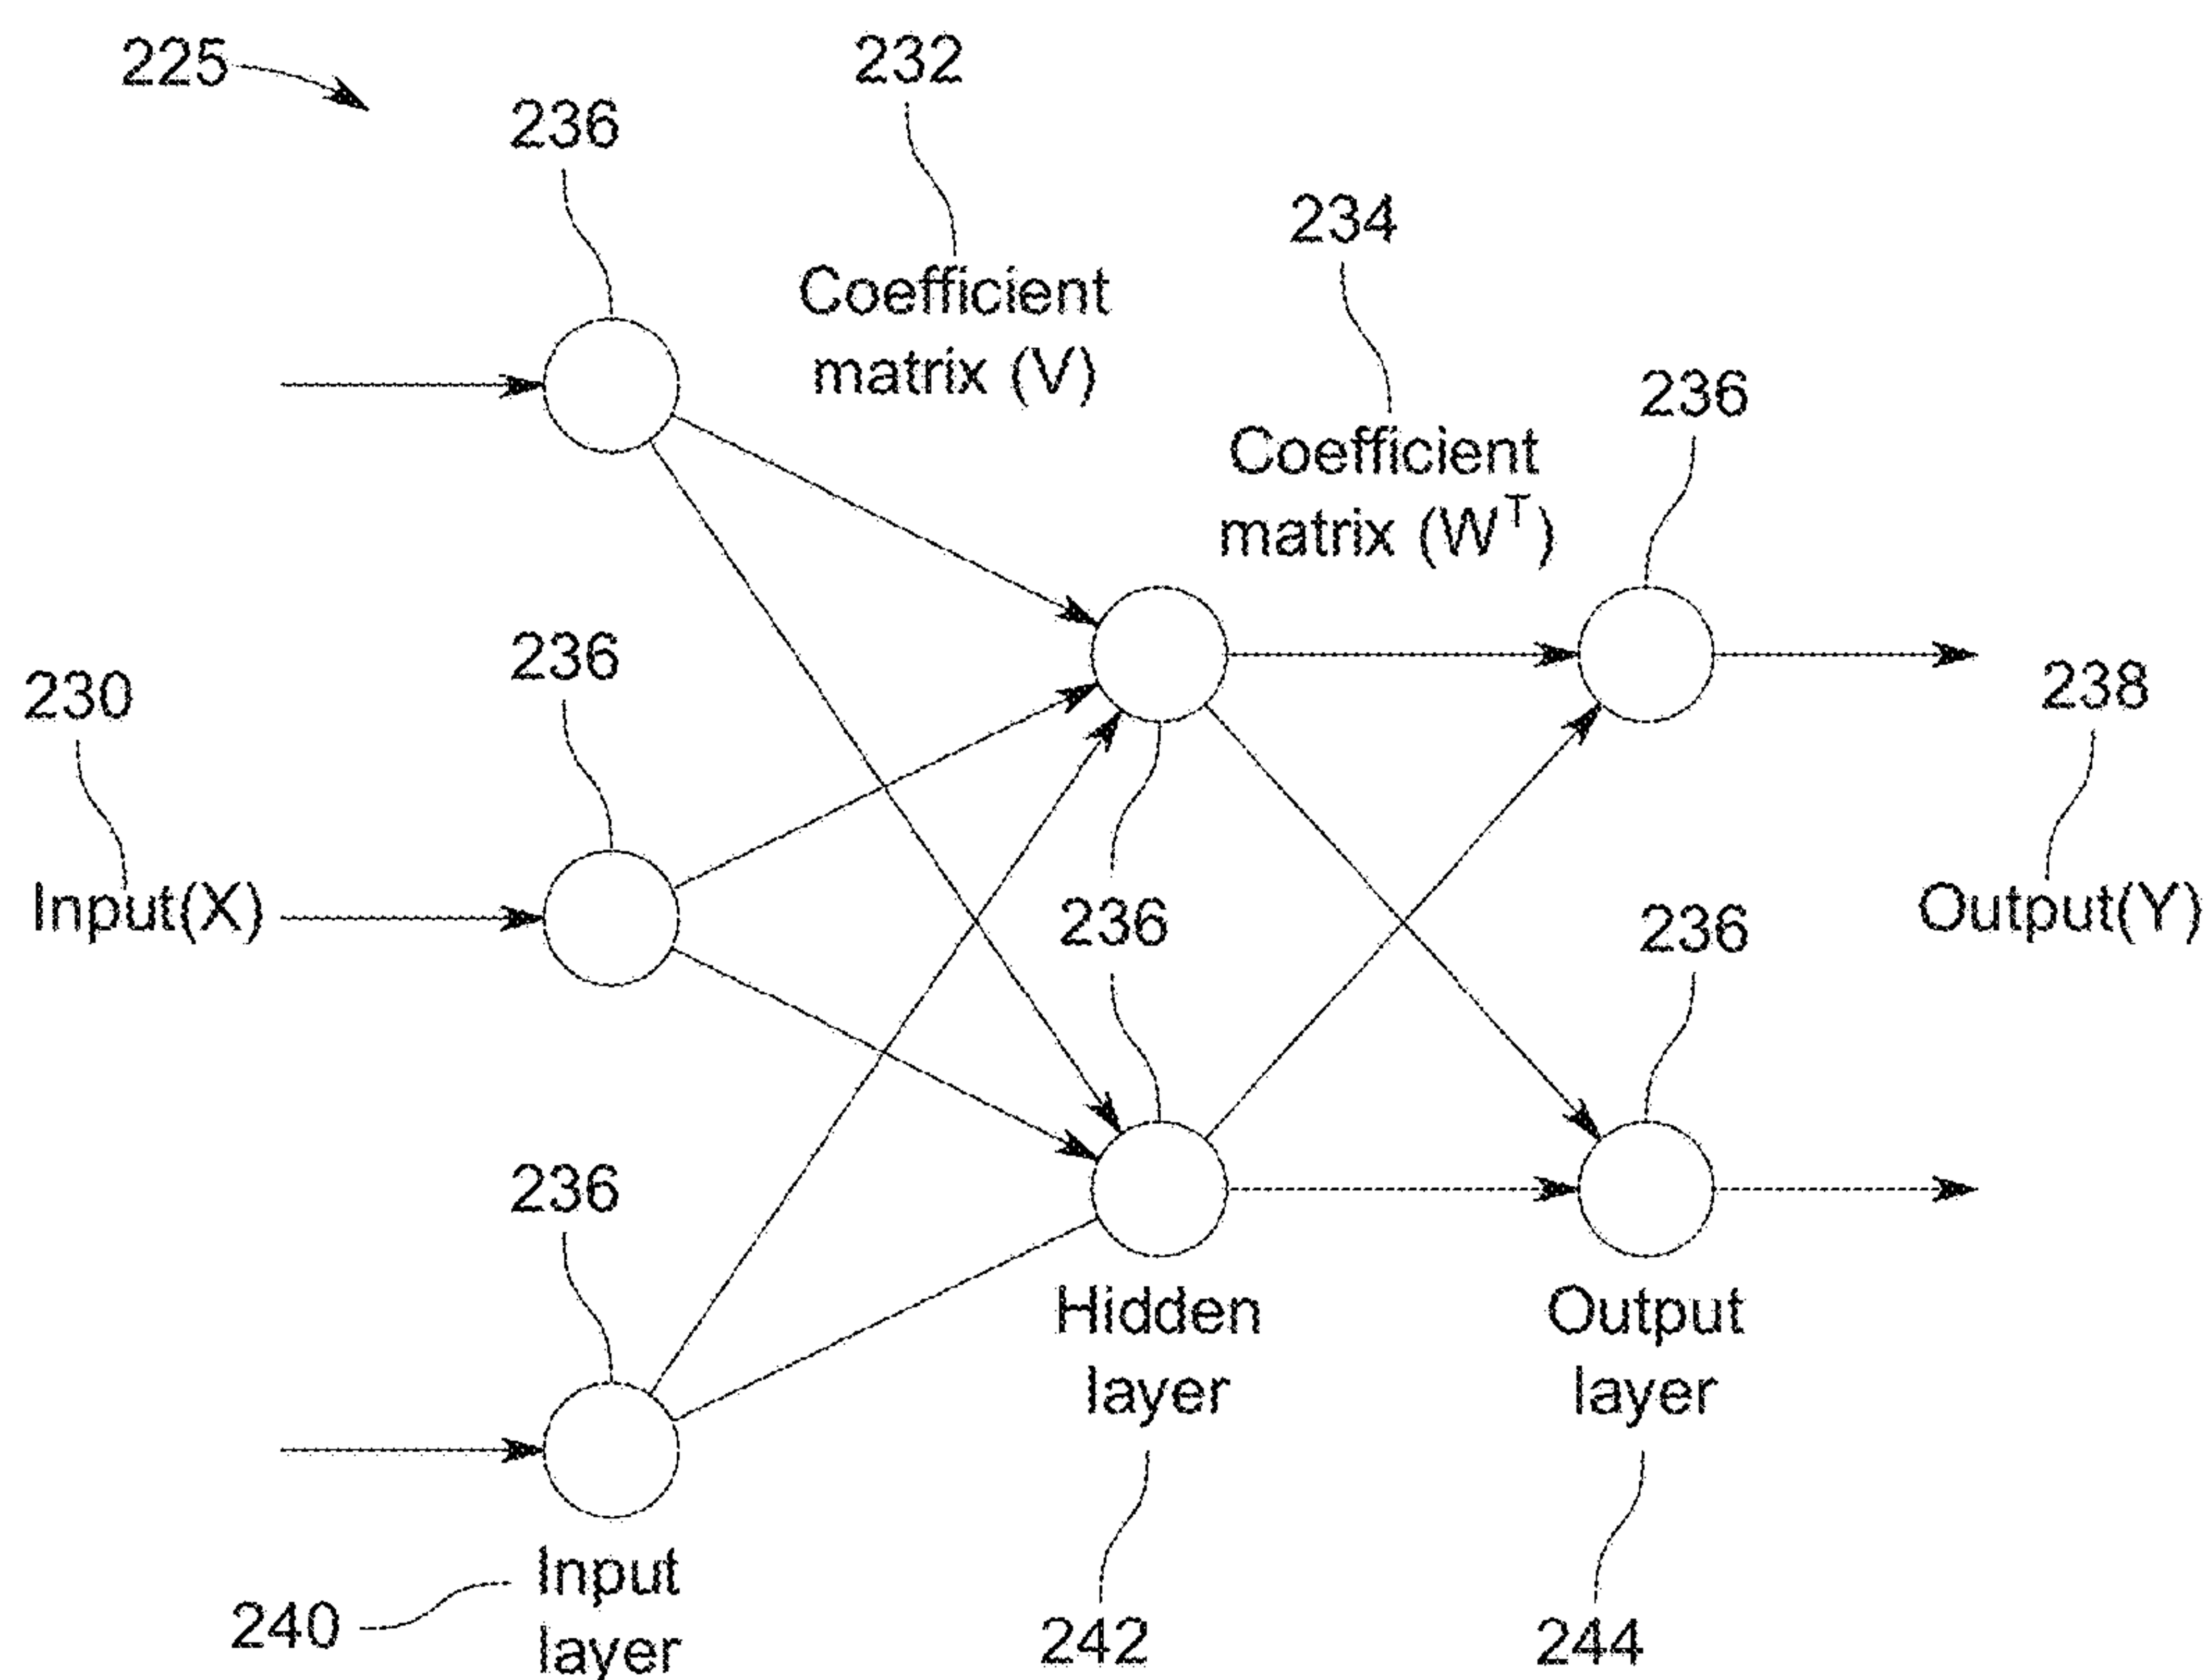 225
232
236
234
Coefficient
matrix (V)
236
Coefficient
matrix (Wᵀ)
236
230
238
Input(X)
236
236
Output(Y)
236
Hidden
layer
Output
layer
Input
layer
240
242
244